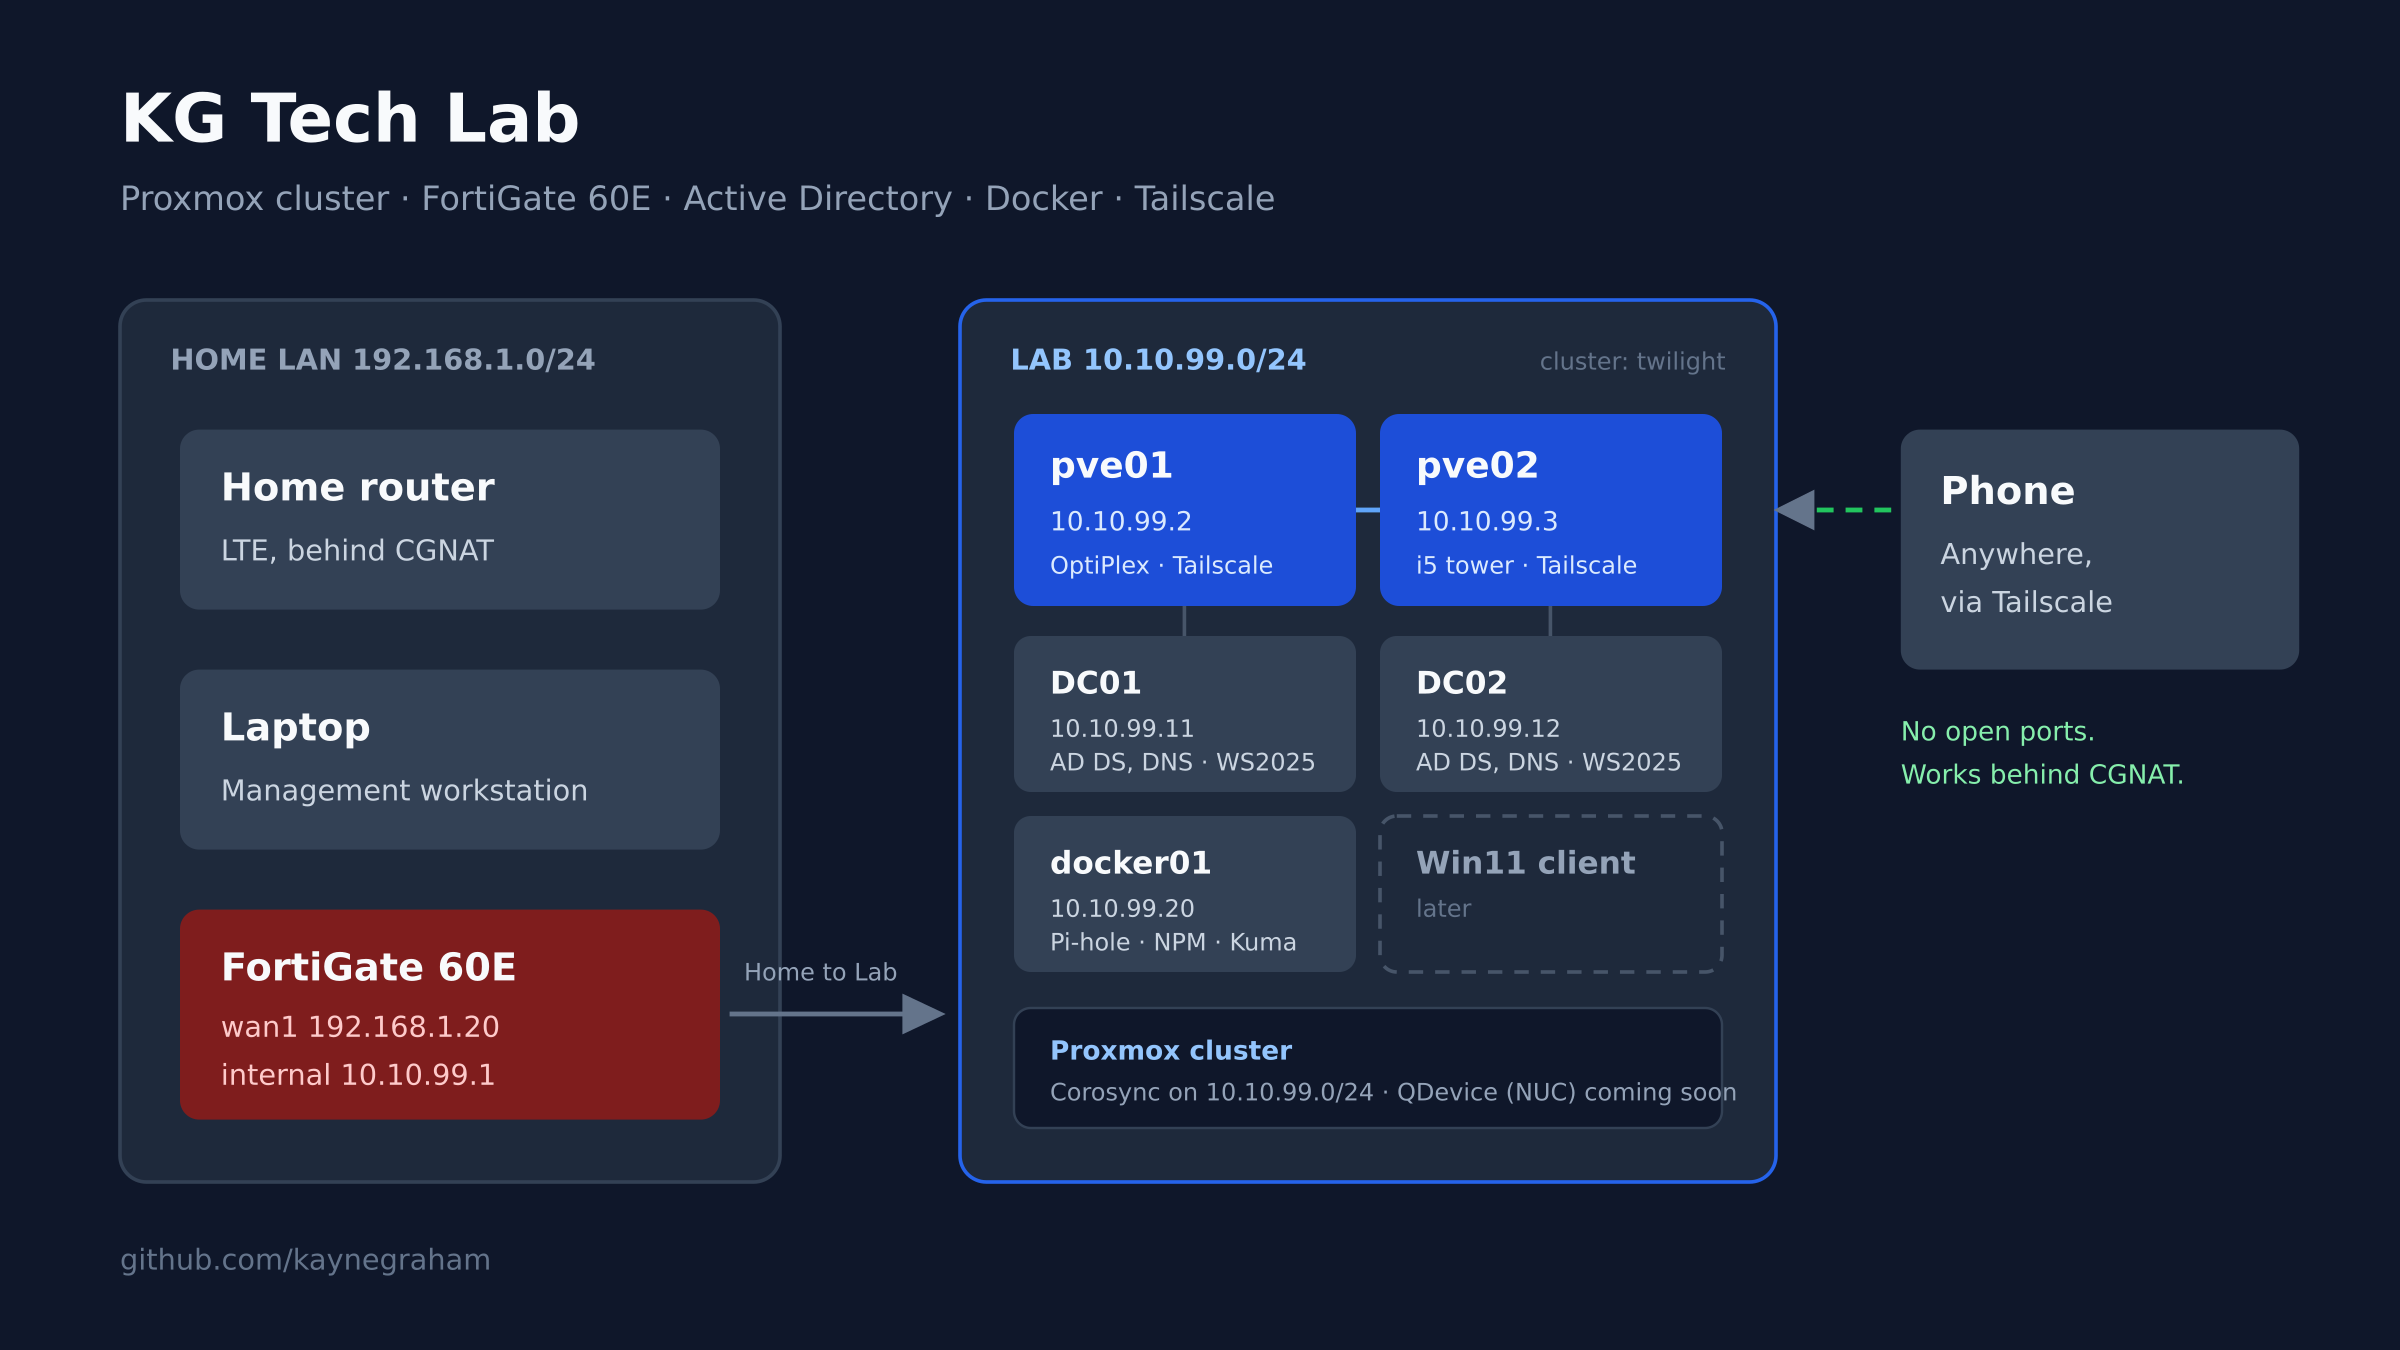 KG Tech Lab
Proxmox cluster · FortiGate 60E · Active Directory · Docker · Tailscale
HOME LAN 192.168.1.0/24
Home router
LTE, behind CGNAT
Laptop
Management workstation
FortiGate 60E
wan1 192.168.1.20
internal 10.10.99.1
Home to Lab
LAB 10.10.99.0/24
cluster: twilight
pve01
10.10.99.2
OptiPlex · Tailscale
pve02
10.10.99.3
i5 tower · Tailscale
DC01
10.10.99.11
AD DS, DNS · WS2025
DC02
10.10.99.12
AD DS, DNS · WS2025
docker01
10.10.99.20
Pi-hole · NPM · Kuma
Win11 client
later
Proxmox cluster
Corosync on 10.10.99.0/24 · QDevice (NUC) coming soon
Phone
Anywhere,
via Tailscale
No open ports.
Works behind CGNAT.
github.com/kaynegraham